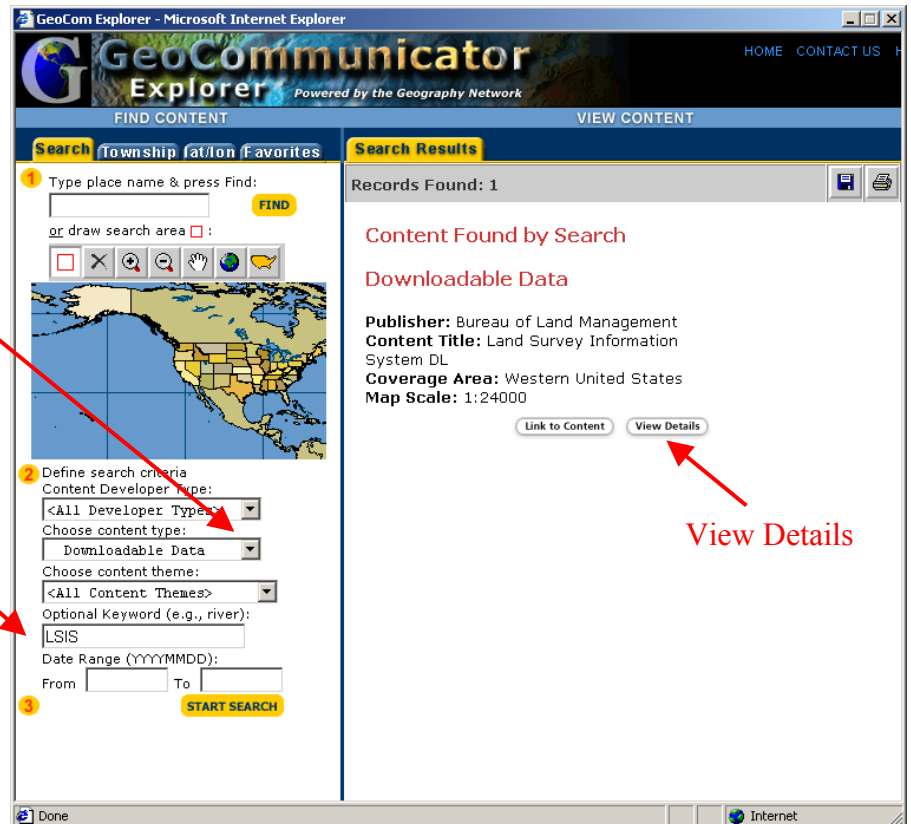 GeoCom Explorer - Microsoft Internet Explorer
GeoCommunicator
Explorer Powered by the Geography Network
HOME CONTACT US H
FIND CONTENT
VIEW CONTENT
Search Township lat/lon Favorites
Search Results
1 Type place name & press Find:
FIND
or draw search area :
Records Found: 1
Content Found by Search
Downloadable Data
Publisher: Bureau of Land Management
Content Title: Land Survey Information
System DL
Coverage Area: Western United States
Map Scale: 1:24000
Link to Content View Details
View Details
2 Define search criteria
Content Developer Type:
<All Developer Types>
Choose content type:
Downloadable Data
Choose content theme:
<All Content Themes>
Optional Keyword (e.g., river):
LSIS
Date Range (YYYYMMDD):
From To
3 START SEARCH
Done
Internet